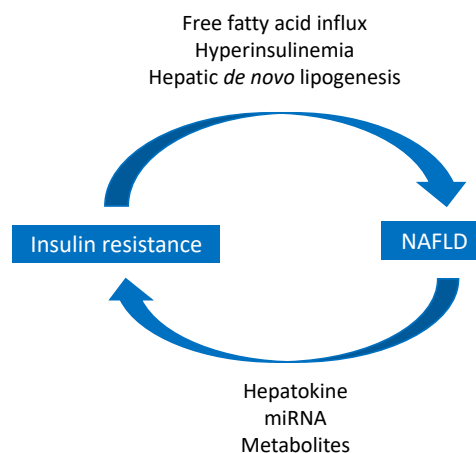 Free fatty acid influx
Hyperinsulinemia
Hepatic de novo lipogenesis
Insulin resistance
NAFLD
Hepatokine
miRNA
Metabolites